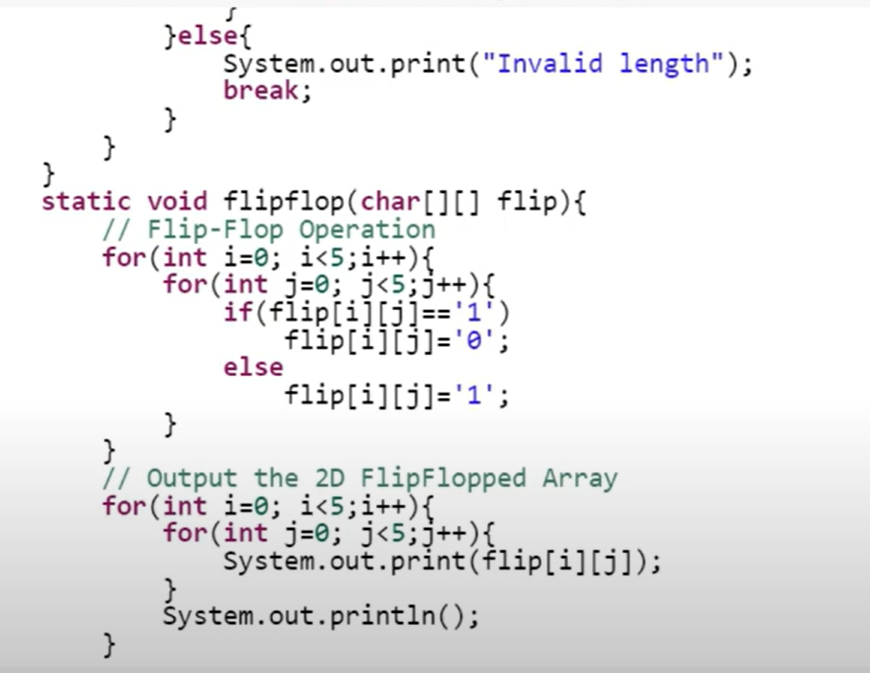 }else{
System.out.print("Invalid length");
break;
}
}
}
static void flipflop(char[][] flip){
// Flip-Flop Operation
for(int i=0; i<5;i++){
for(int j=0; j<5;j++){
if(flip[i][j]=='1')
flip[i][j]='0';
else
flip[i][j]='1';
}
}
// Output the 2D FlipFlopped Array
for(int i=0; i<5;i++){
for(int j=0; j<5;j++){
System.out.print(flip[i][j]);
}
System.out.println();
}